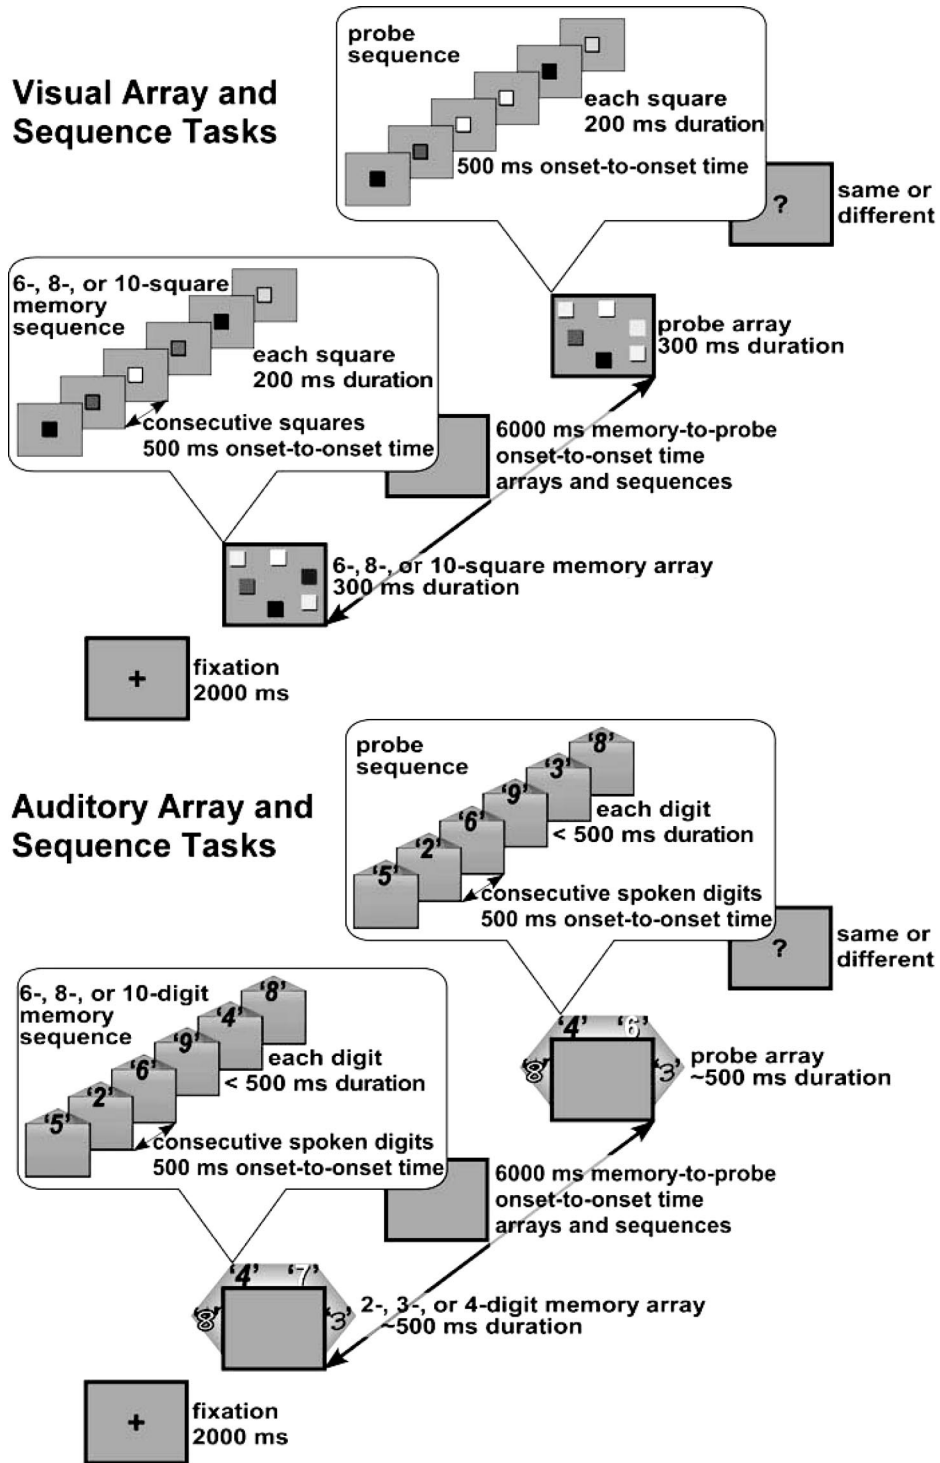 Visual Array and
Sequence Tasks
probe
sequence
each square
200 ms duration
500 ms onset-to-onset time
?
same or
different
6-, 8-, or 10-square
memory
sequence
each square
200 ms duration
consecutive squares
500 ms onset-to-onset time
probe array
300 ms duration
6000 ms memory-to-probe
onset-to-onset time
arrays and sequences
6-, 8-, or 10-square memory array
300 ms duration
+
fixation
2000 ms
Auditory Array and
Sequence Tasks
probe
sequence
‘5’ ‘2’ ‘6’ ‘9’ ‘3’ ‘8’
each digit
< 500 ms duration
consecutive spoken digits
500 ms onset-to-onset time
?
same or
different
6-, 8-, or 10-digit
memory
sequence
‘5’ ‘2’ ‘6’ ‘9’ ‘4’ ‘8’
each digit
< 500 ms duration
consecutive spoken digits
500 ms onset-to-onset time
‘4’ ‘6’
‘8’ ‘3’
probe array
~500 ms duration
6000 ms memory-to-probe
onset-to-onset time
arrays and sequences
‘4’ ‘7’
‘8’ ‘3’
2-, 3-, or 4-digit memory array
~500 ms duration
+
fixation
2000 ms